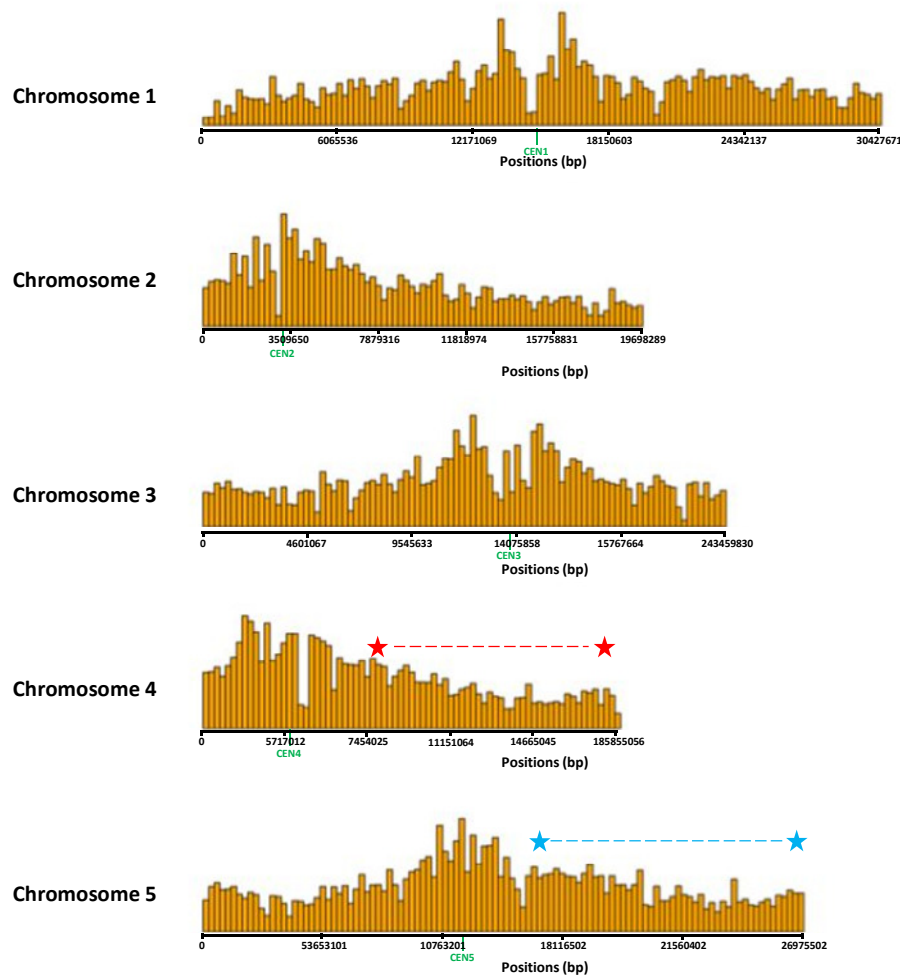 Chromosome 1
0 6065536 12171069 18150603 24342137 30427671
CEN1
Positions (bp)
Chromosome 2
0 3509650 7879316 11818974 157758831 19698289
CEN2
Positions (bp)
Chromosome 3
0 4601067 9545633 14075858 15767664 243459830
CEN3
Positions (bp)
Chromosome 4
0 5717012 7454025 11151064 14665045 185855056
CEN4
Positions (bp)
Chromosome 5
0 53653101 10763201 18116502 21560402 26975502
CEN5
Positions (bp)